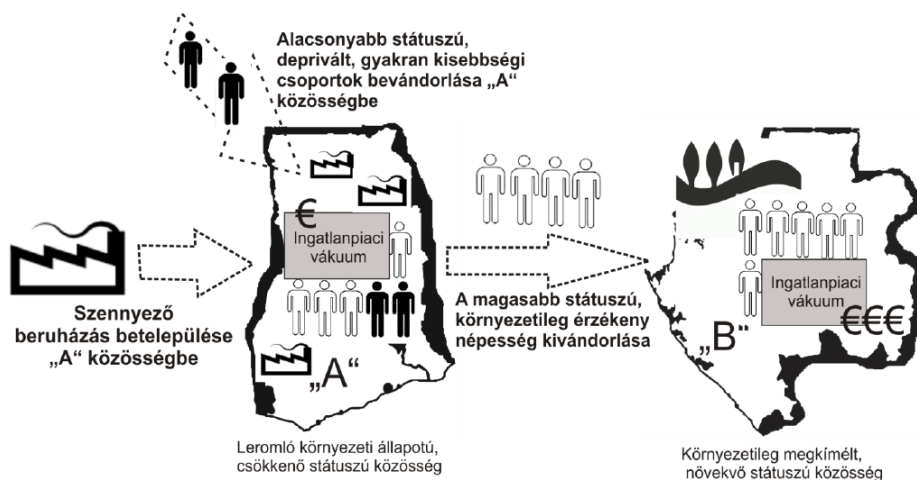 Alacsonyabb státuszú,
deprivált, gyakran kisebbségi
csoportok bevándorlása „A“
közösségbe
€
Ingatlanpiaci
vákuum
Szennyező
beruházás betelepülése
„A“ közösségbe
„A“
Leromló környezeti állapotú,
csökkenő státuszú közösség
A magasabb státuszú,
környezetileg érzékeny
népesség kivándorlása
Ingatlanpiaci
vákuum
€€€
„B“
Környezetileg megkímélt,
növekvő státuszú közösség